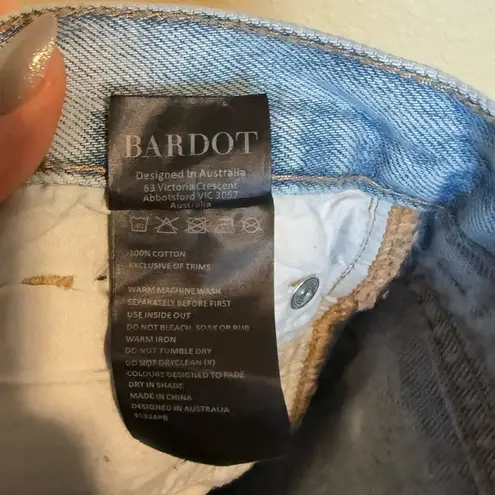 BARDOT
Designed in Australia
63 Victoria Crescent
Abbotsford VIC 3067
Australia
100% COTTON
EXCLUSIVE OF TRIMS
WARM MACHINE WASH
SEPARATELY BEFORE FIRST
USE INSIDE OUT
DO NOT BLEACH, SOAK OR RUB
WARM IRON
DO NOT TUMBLE DRY
DO NOT DRYCLEAN (X)
COLOURS DESIGNED TO FADE
DRY IN SHADE
MADE IN CHINA
DESIGNED IN AUSTRALIA